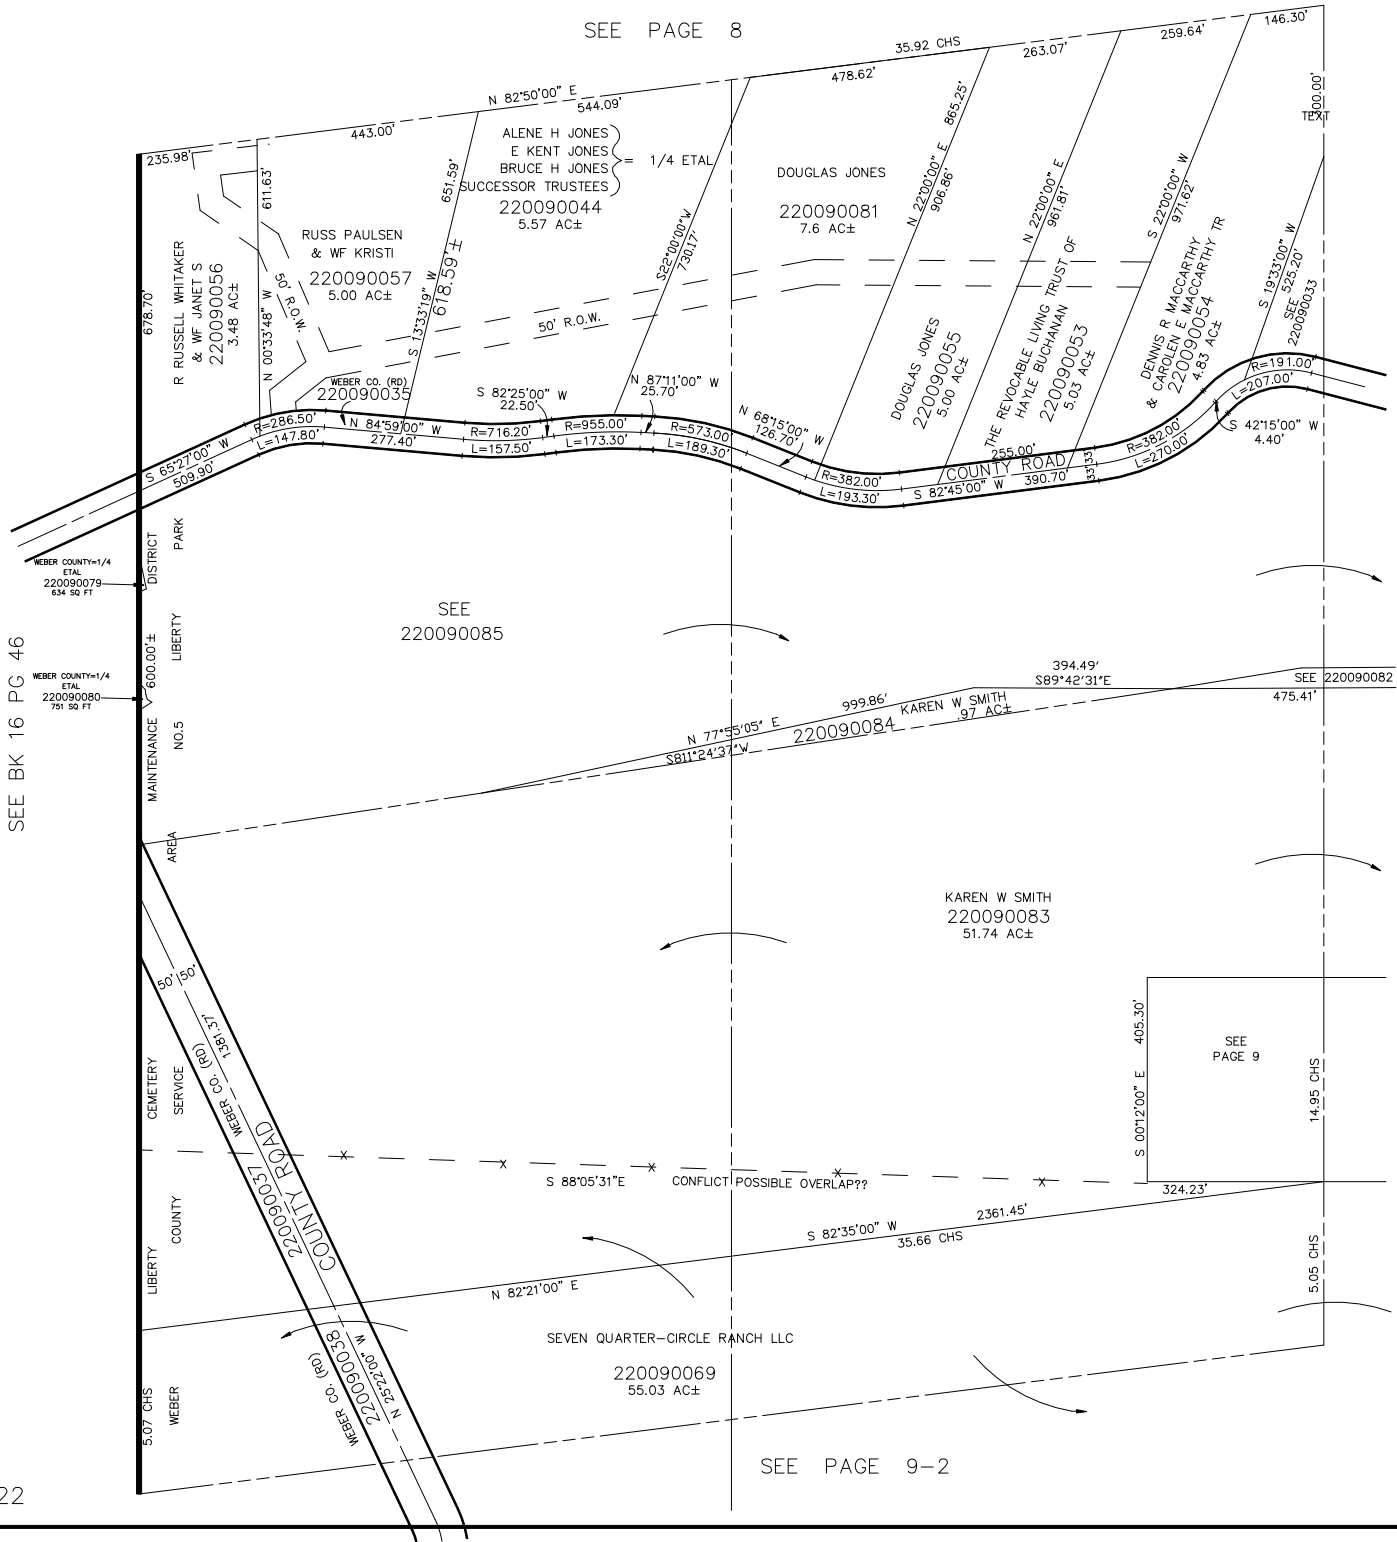 SEE PAGE 8
146.30'
259.64'
263.07'
35.92 CHS
478.62'
N 82°50'00" E
544.09'
443.00'
235.98'
300.00'
TEXT
ALENE H JONES
E KENT JONES
BRUCE H JONES
SUCCESSOR TRUSTEES
= 1/4 ETAL
220090044
5.57 AC±
DOUGLAS JONES
220090081
7.6 AC±
RUSS PAULSEN
& WF KRISTI
220090057
5.00 AC±
R RUSSELL WHITAKER
& WF JANET S
220090056
3.48 AC±
678.70'
611.63'
N 00°33'48" W
50' R.O.W.
651.59'
S 13°33'19" W
618.59'±
50' R.O.W.
S22°00'00"W
730.17'
865.25'
N 22°00'00" E
906.86'
N 22°00'00" E
961.81'
S 22°00'00" W
971.62'
S 19°33'00" W
525.20'
SEE
220090033
DOUGLAS JONES
220090055
5.00 AC±
THE REVOCABLE LIVING TRUST OF
HAYLE BUCHANAN
220090053
5.03 AC±
DENNIS R MACCARTHY
& CAROLEN E MACCARTHY TR
220090054
4.83 AC±
WEBER CO. (RD)
220090035
S 82°25'00" W
22.50'
N 87°11'00" W
25.70'
N 68°15'00" W
126.70'
S 65°27'00" W
509.90'
R=286.50'
L=147.80'
N 84°59'00" W
277.40'
R=716.20'
L=157.50'
R=955.00'
L=173.30'
R=573.00'
L=189.30'
R=382.00'
L=193.30'
255.00'
COUNTY ROAD
S 82°45'00" W 390.70'
33'33'
R=382.00'
L=270.00'
R=191.00'
L=207.00'
S 42°15'00" W
4.40'
WEBER COUNTY=1/4
ETAL
220090079
634 SQ FT
WEBER COUNTY=1/4
ETAL
220090080
751 SQ FT
SEE BK 16 PG 46
600.00'±
DISTRICT
PARK
LIBERTY
MAINTENANCE
NO.5
AREA
SEE
220090085
394.49'
S89°42'31"E
SEE 220090082
475.41'
999.86'
N 77°55'05" E
S811°24'37"W
KAREN W SMITH
.97 AC±
220090084
KAREN W SMITH
220090083
51.74 AC±
50' 50'
1381.37'
WEBER CO. (RD)
220090037
COUNTY ROAD
CEMETERY
SERVICE
LIBERTY
COUNTY
WEBER
5.07 CHS
SEE
PAGE 9
405.30'
S 00°12'00" E
14.95 CHS
S 88°05'31"E
CONFLICT POSSIBLE OVERLAP??
324.23'
2361.45'
S 82°35'00" W
35.66 CHS
N 82°21'00" E
5.05 CHS
SEVEN QUARTER-CIRCLE RANCH LLC
220090069
55.03 AC±
WEBER CO. (RD)
220090038
N 25°22'00" W
SEE PAGE 9-2
22